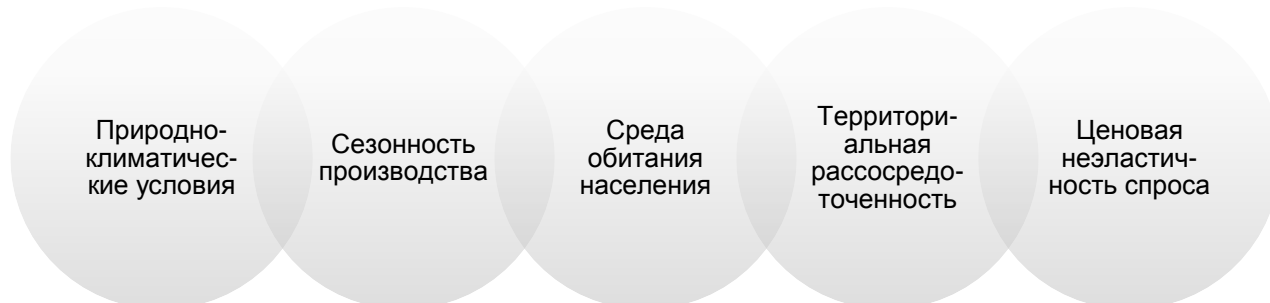 Природно-
климатичес-
кие условия
Сезонность
производства
Среда
обитания
населения
Территори-
альная
рассосредо-
точенность
Ценовая
неэластич-
ность спроса